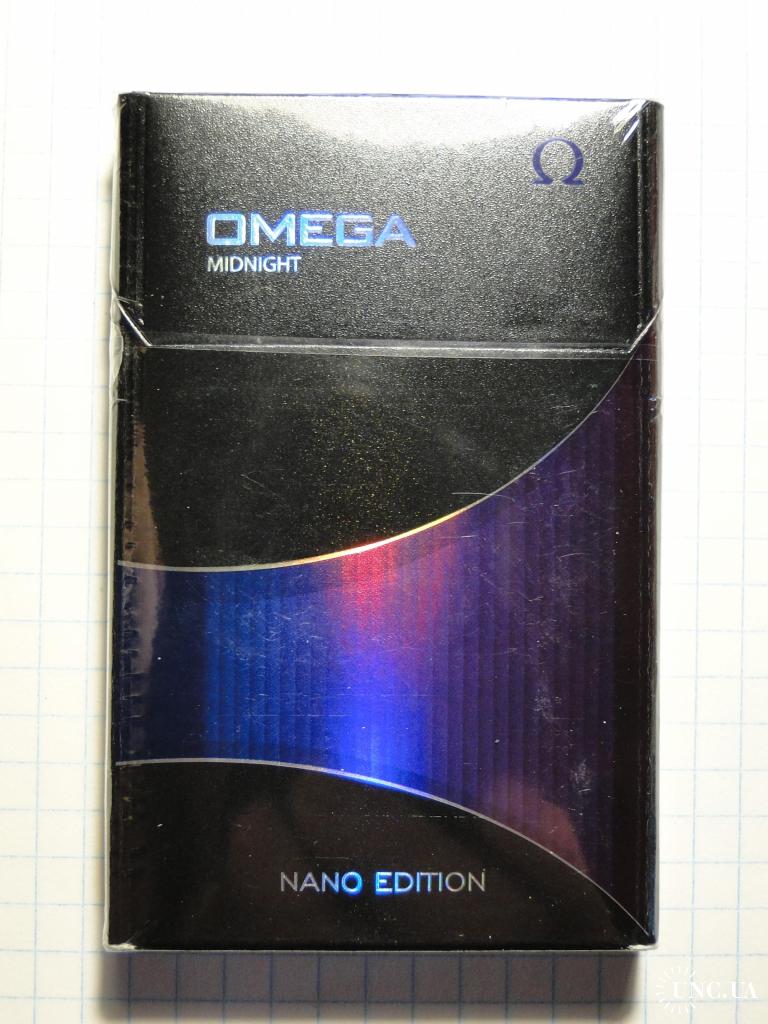 Ω
OMEGA
MIDNIGHT
NANO EDITION
UNC.UA